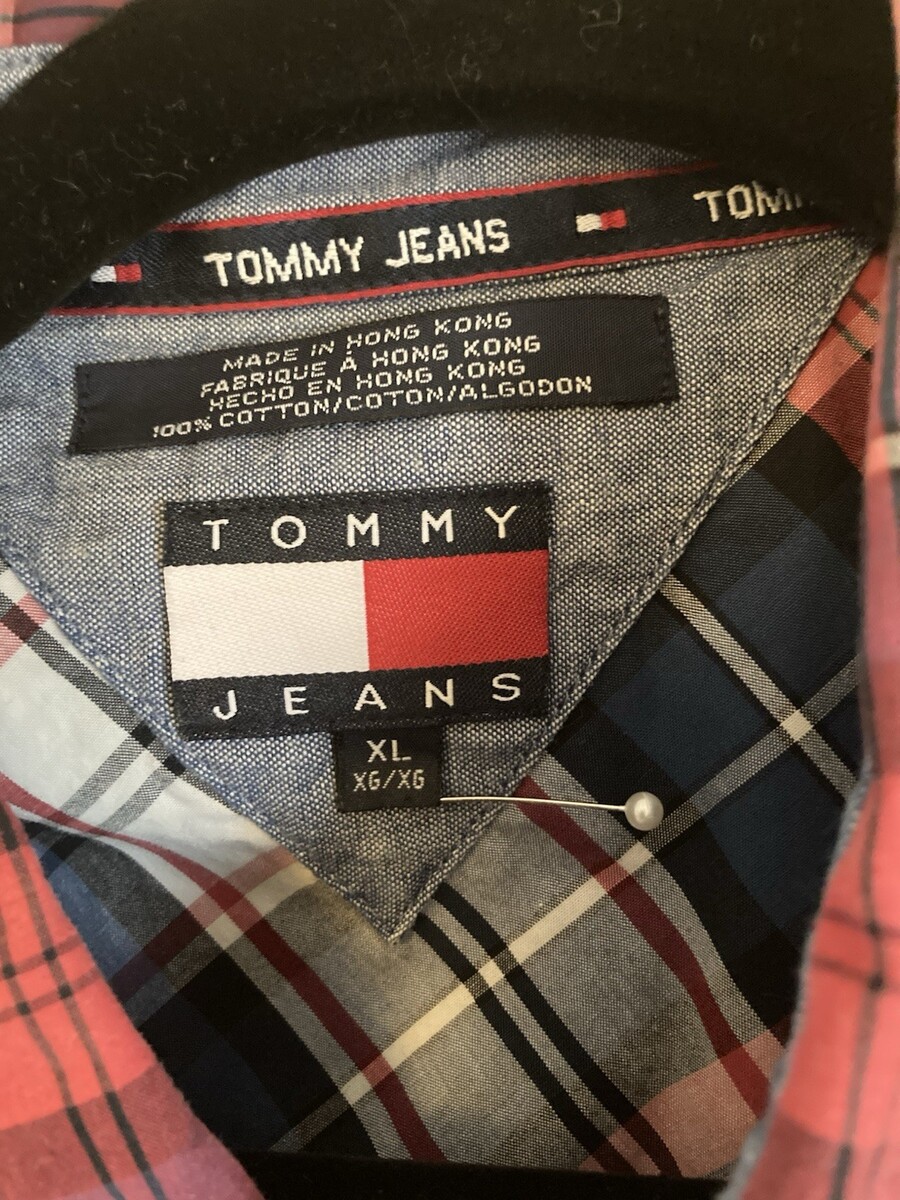 TOMMY JEANS TOM
MADE IN HONG KONG
FABRIQUE À HONG KONG
HECHO EN HONG KONG
100% COTTON/COTON/ALGODON
TOMMY
JEANS
XL
XG/XG